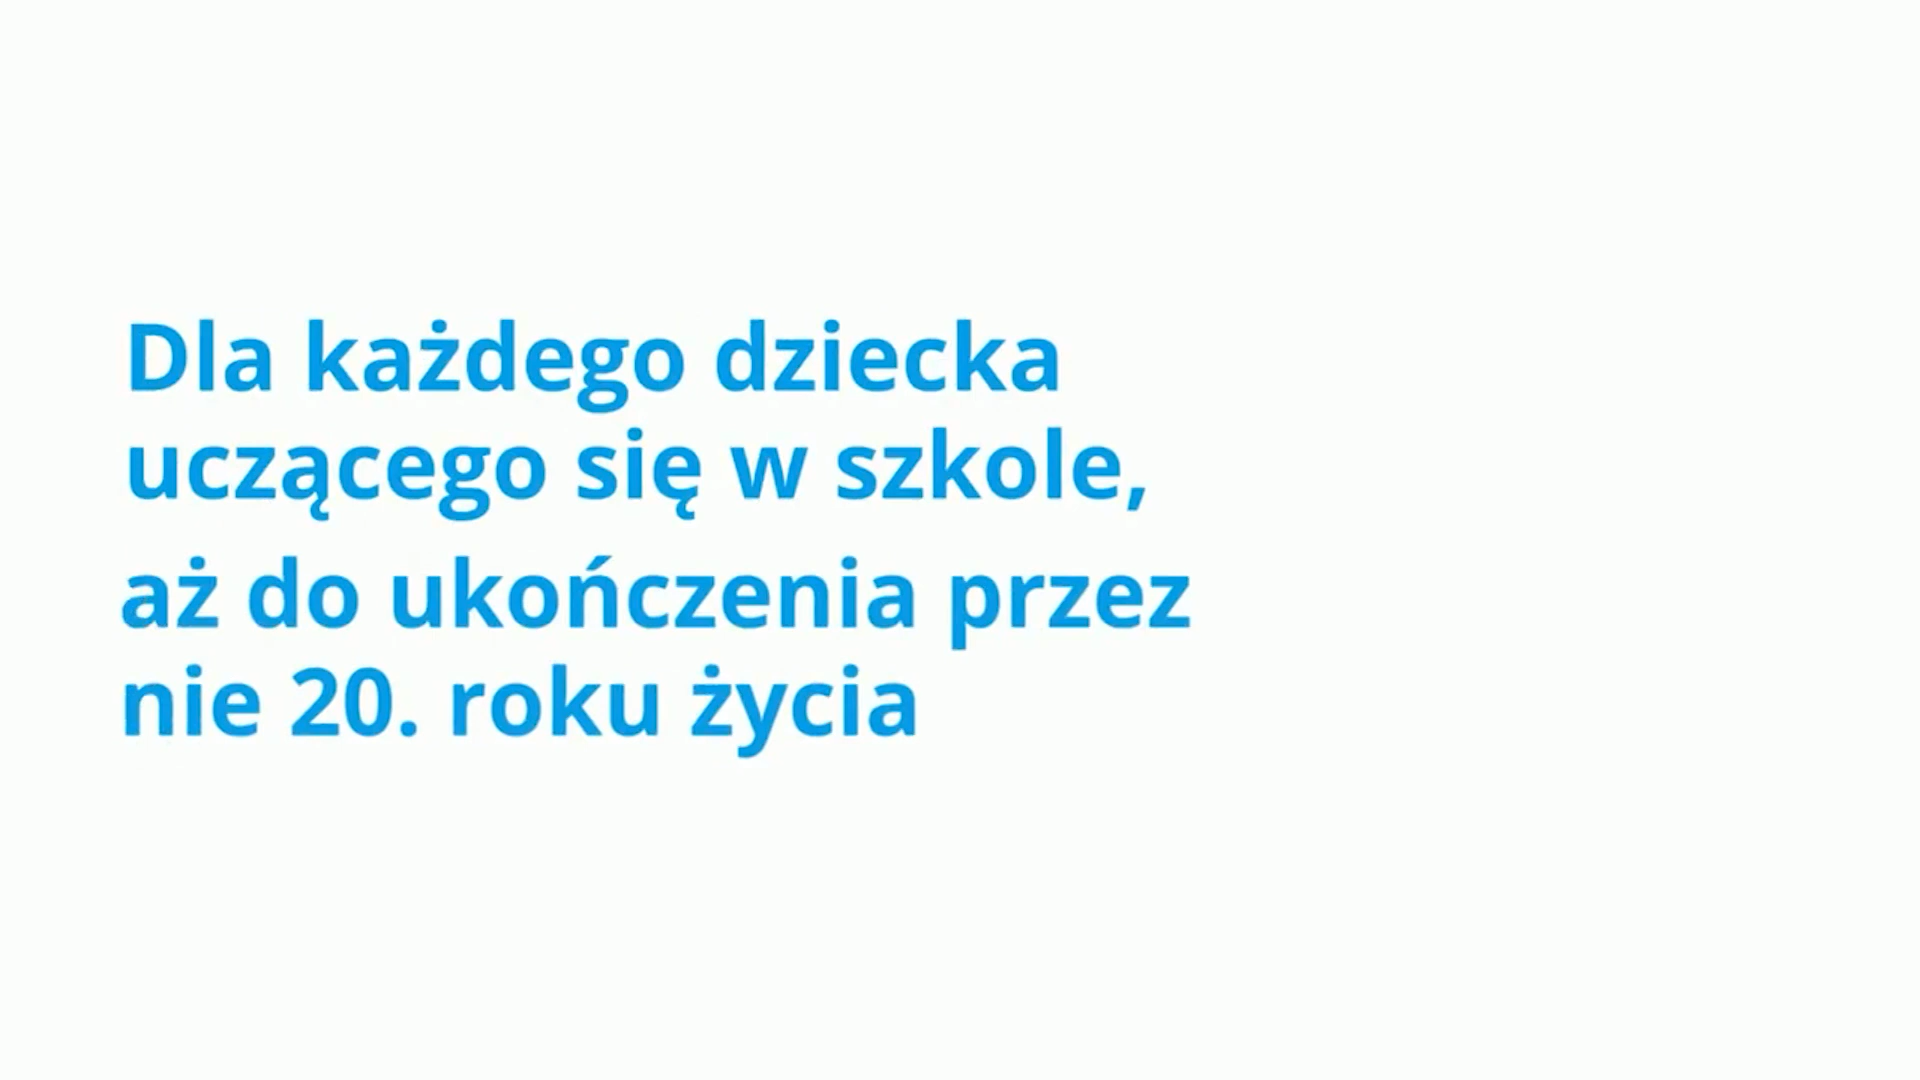 Dla każdego dziecka
uczącego się w szkole,
aż do ukończenia przez
nie 20. roku życia